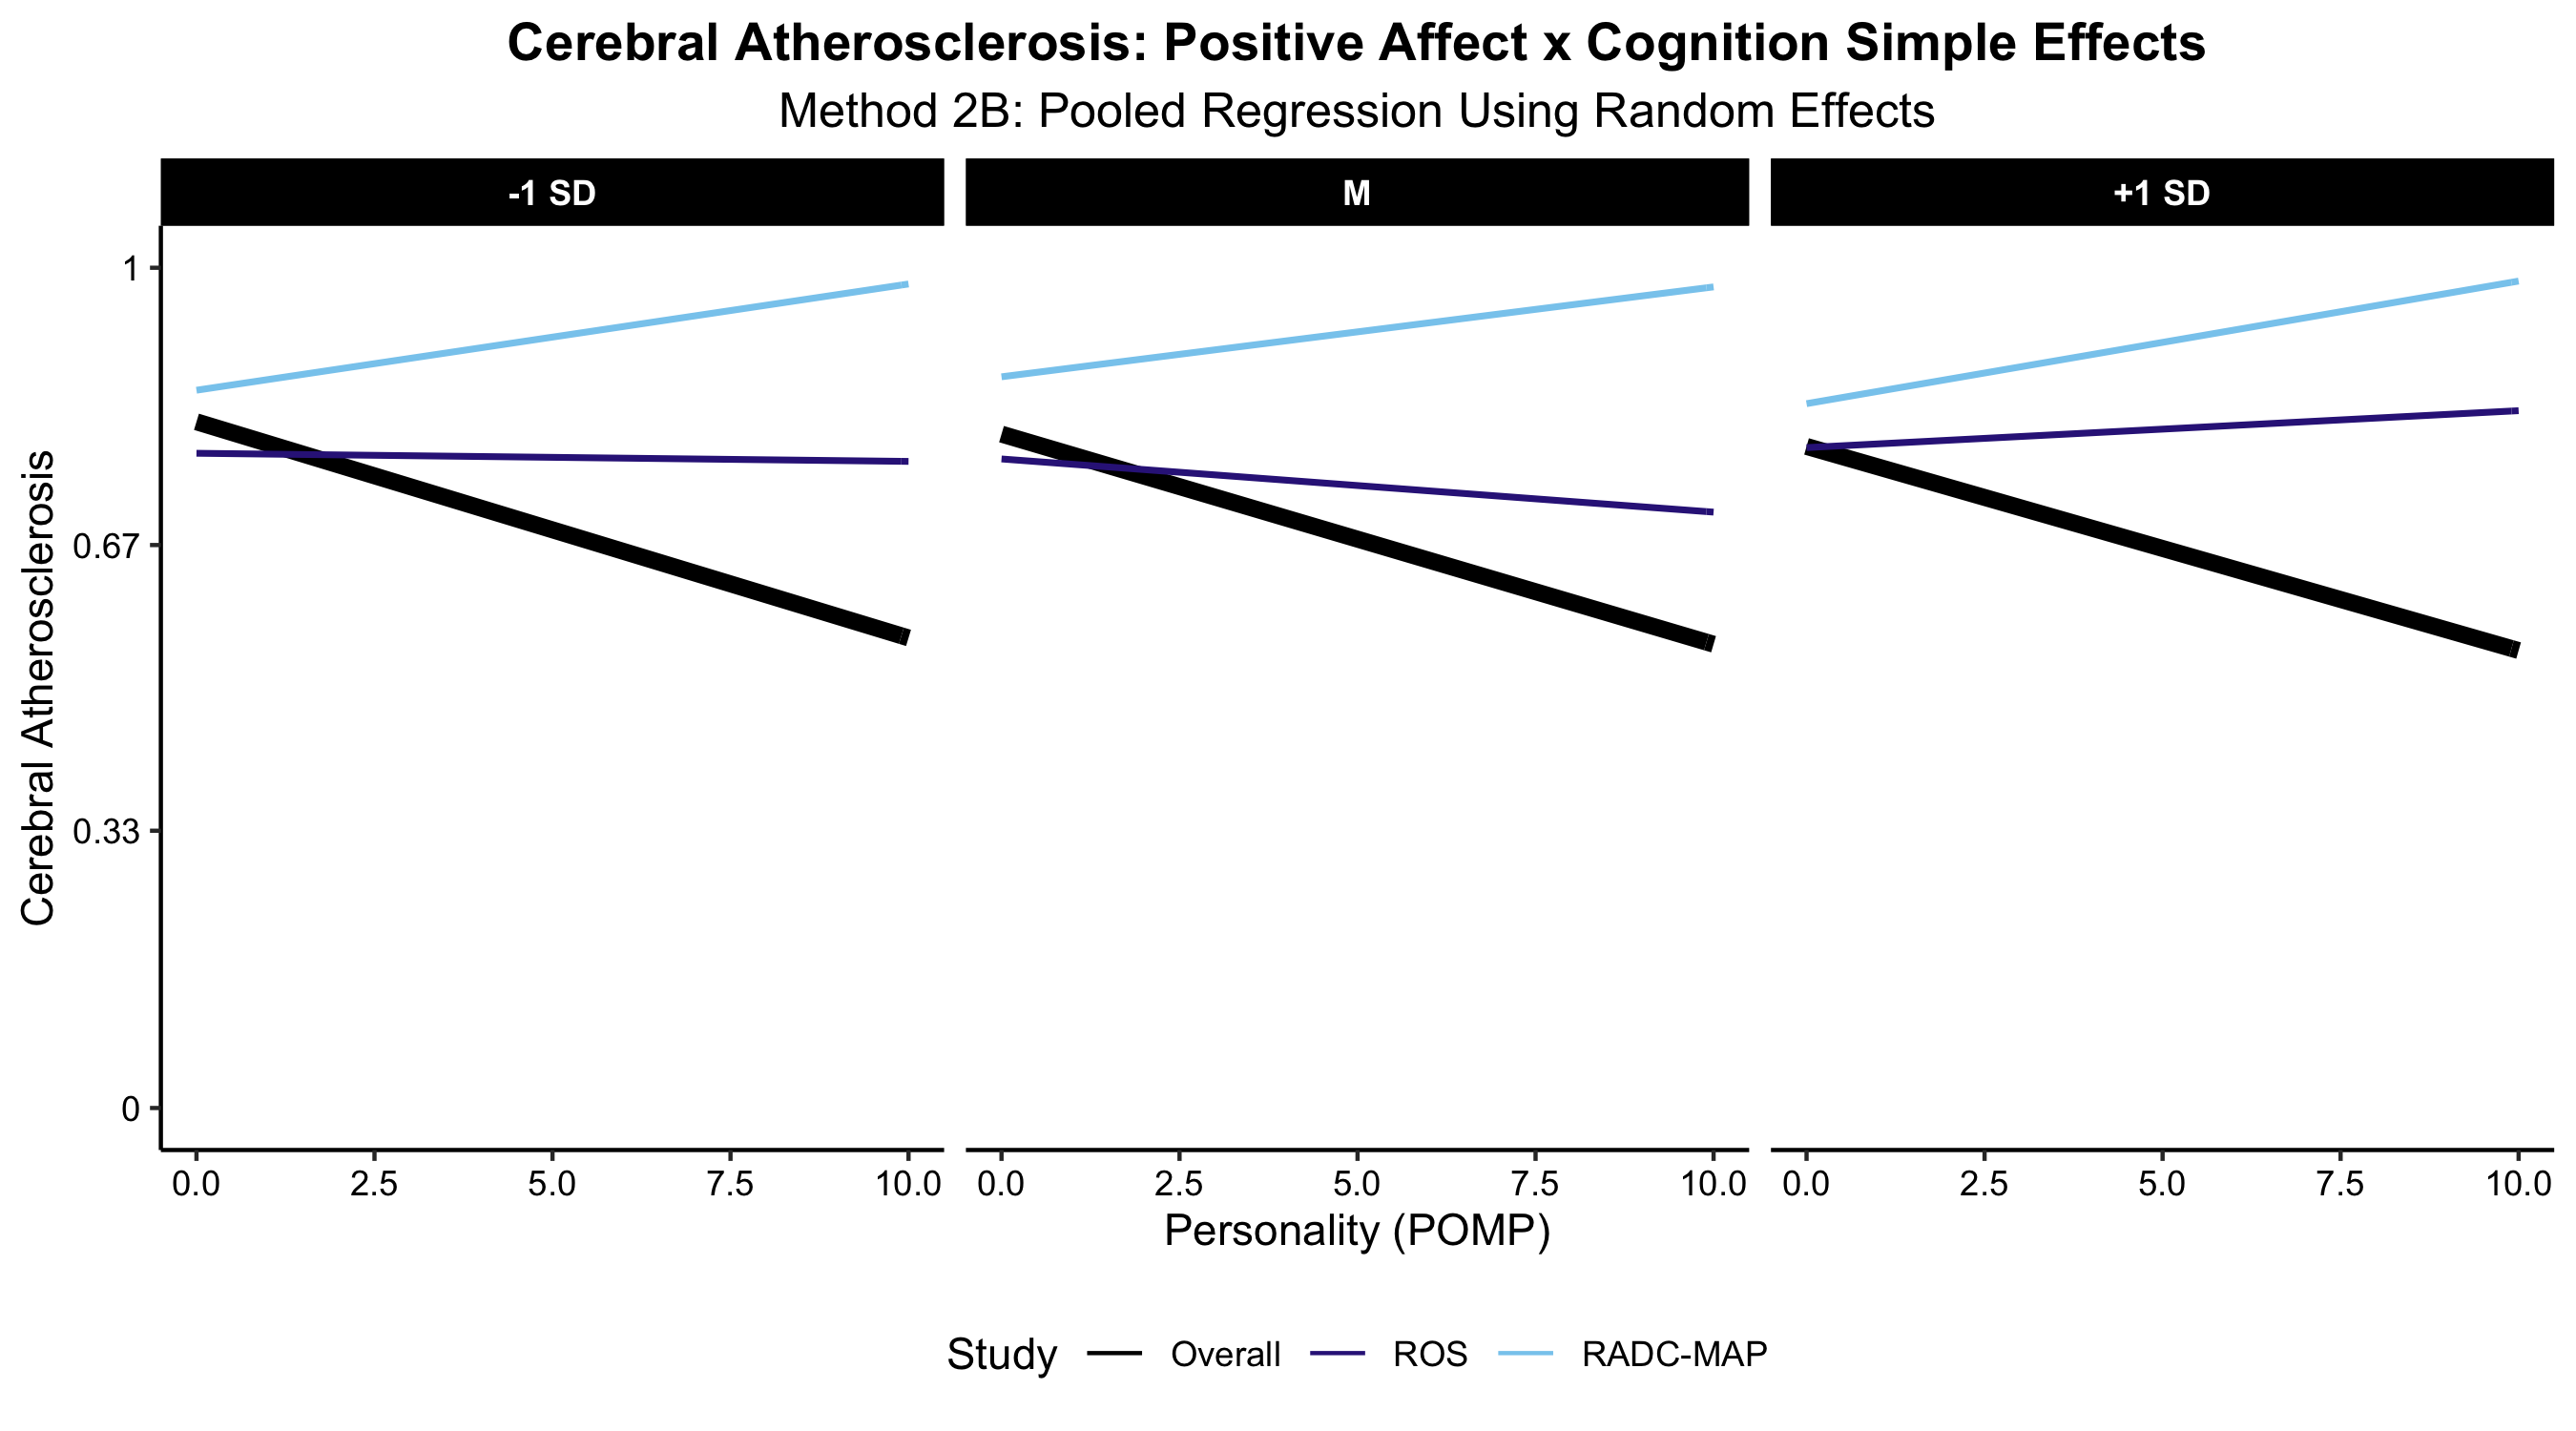 Cerebral Atherosclerosis: Positive Affect x Cognition Simple Effects
Method 2B: Pooled Regression Using Random Effects
-1 SD
M
+1 SD
Cerebral Atherosclerosis
1
0.67
0.33
0
0.0 2.5 5.0 7.5 10.0
0.0 2.5 5.0 7.5 10.0
0.0 2.5 5.0 7.5 10.0
Personality (POMP)
Study Overall ROS RADC-MAP